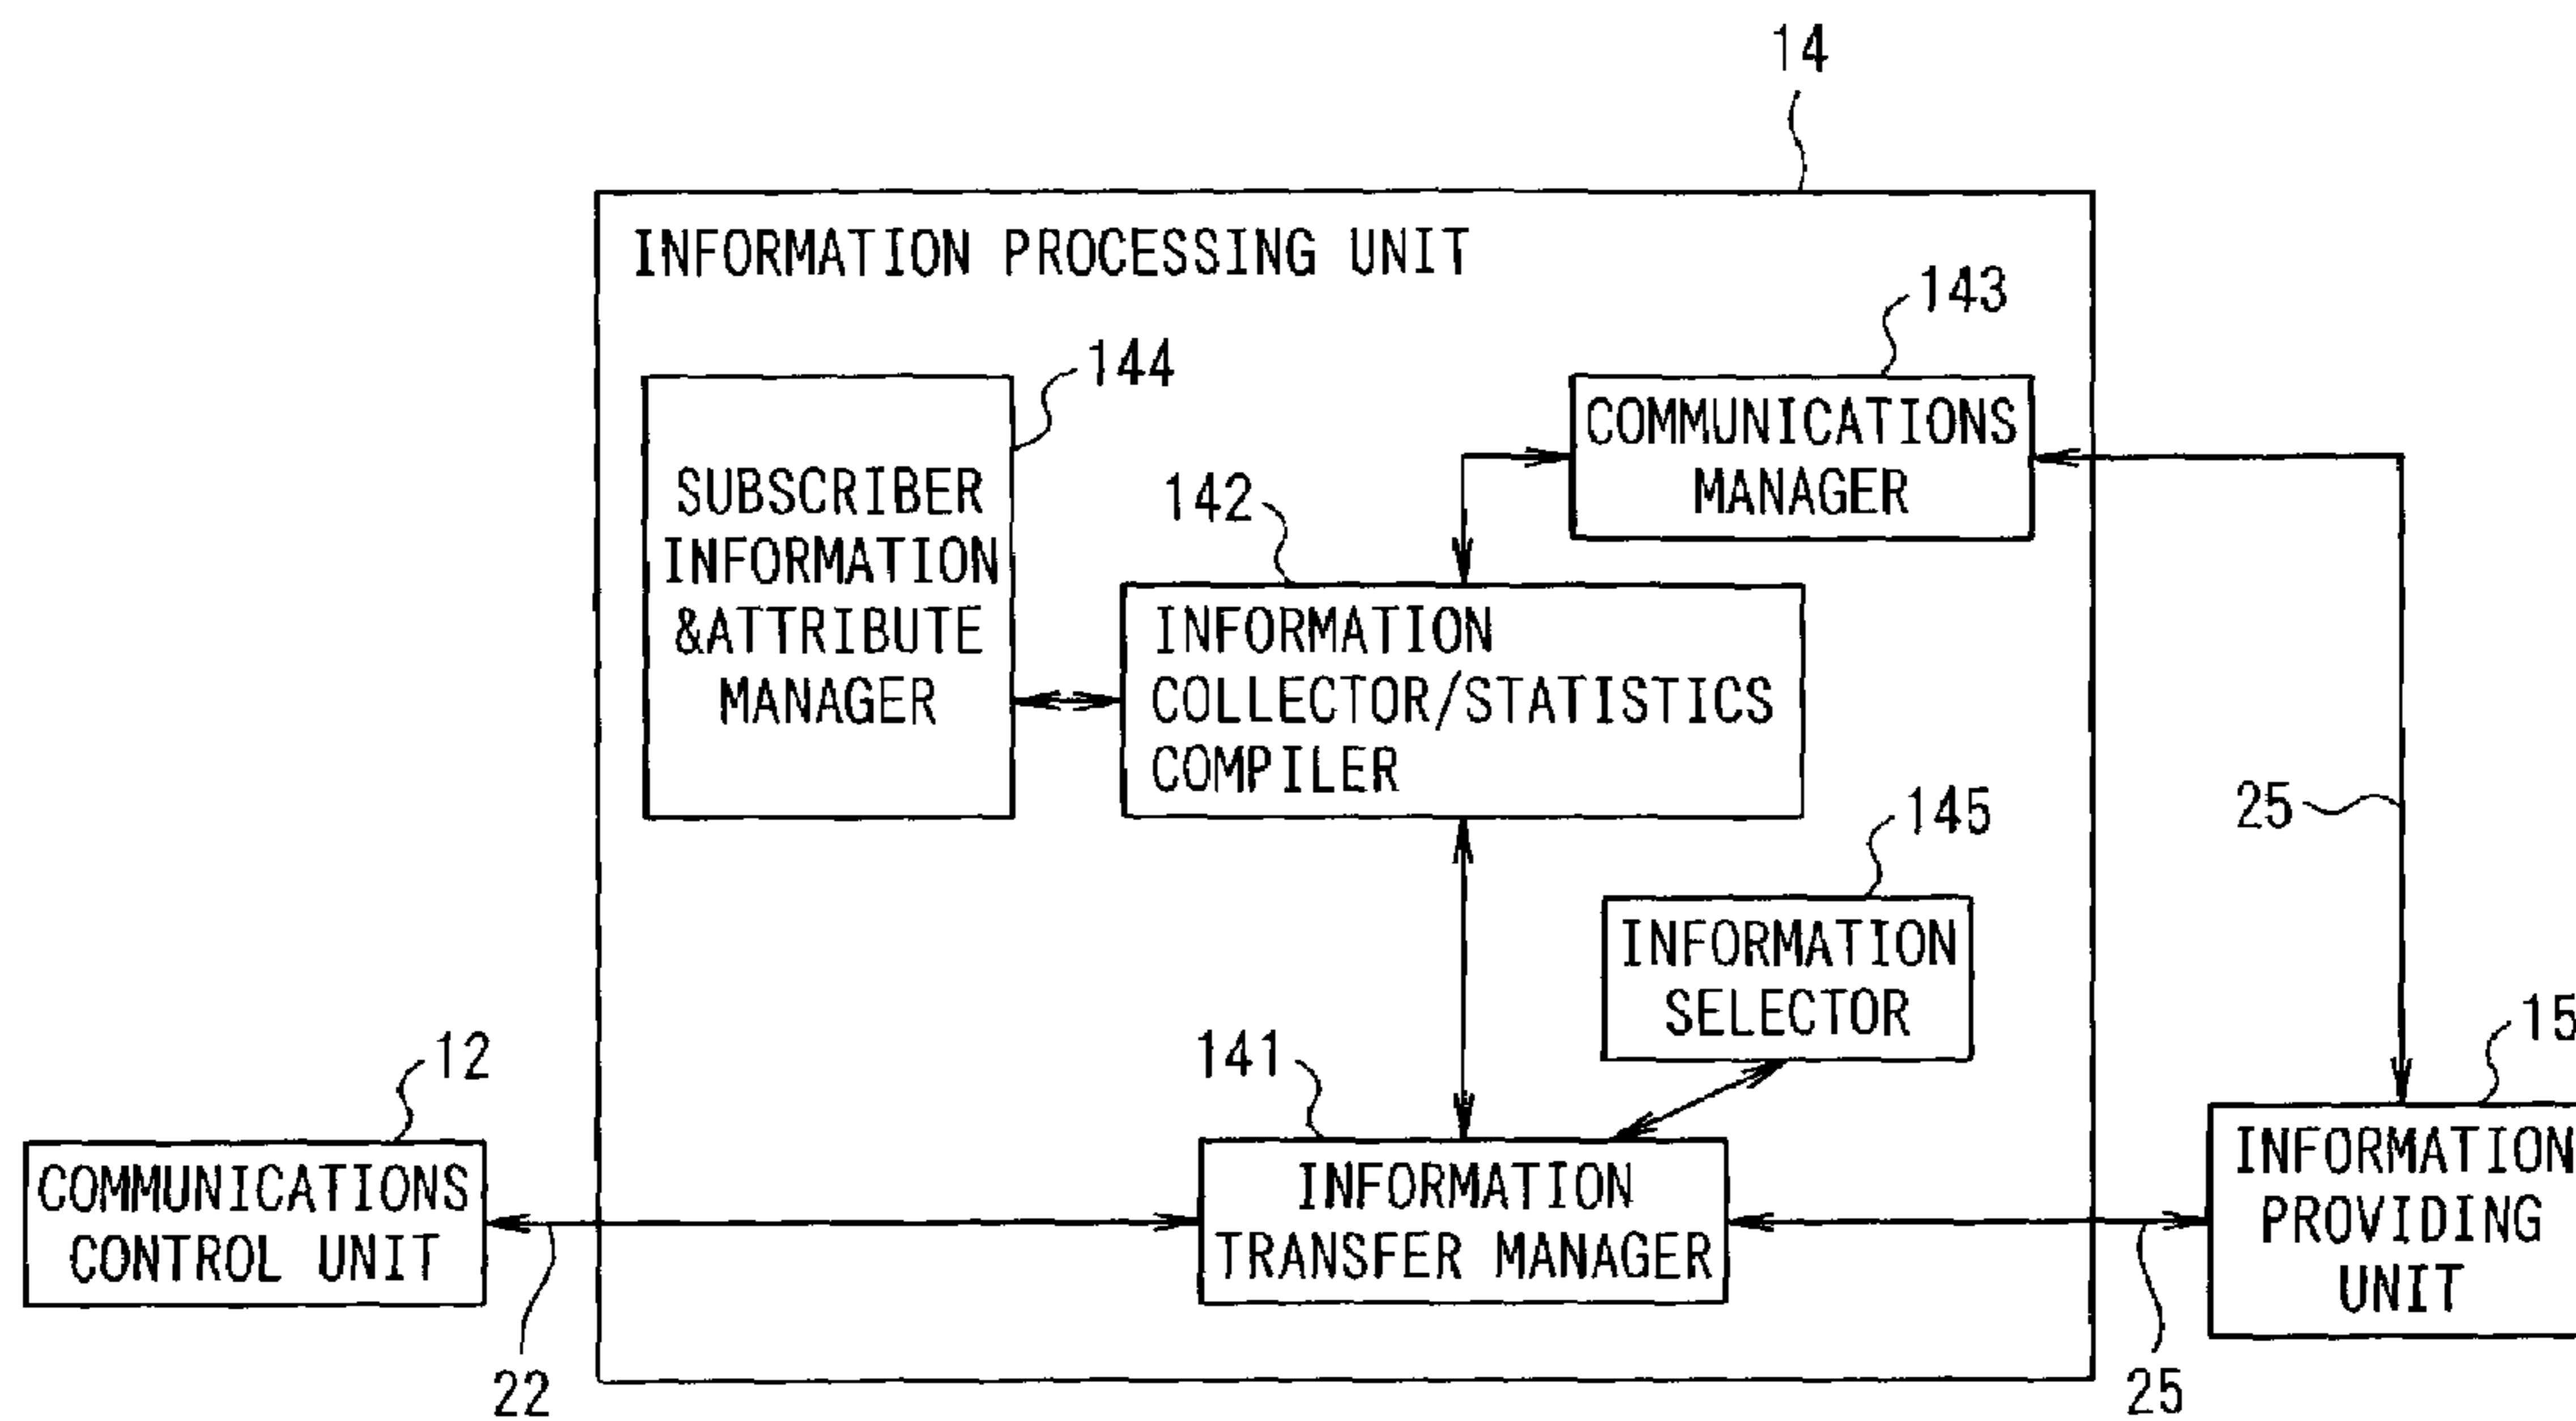 14
INFORMATION PROCESSING UNIT
143
144
COMMUNICATIONS
MANAGER
SUBSCRIBER
INFORMATION
&ATTRIBUTE
MANAGER
142
INFORMATION
COLLECTOR/STATISTICS
COMPILER
145
25
INFORMATION
SELECTOR
12
141
15
COMMUNICATIONS
CONTROL UNIT
INFORMATION
TRANSFER MANAGER
INFORMATION
PROVIDING
UNIT
22
25